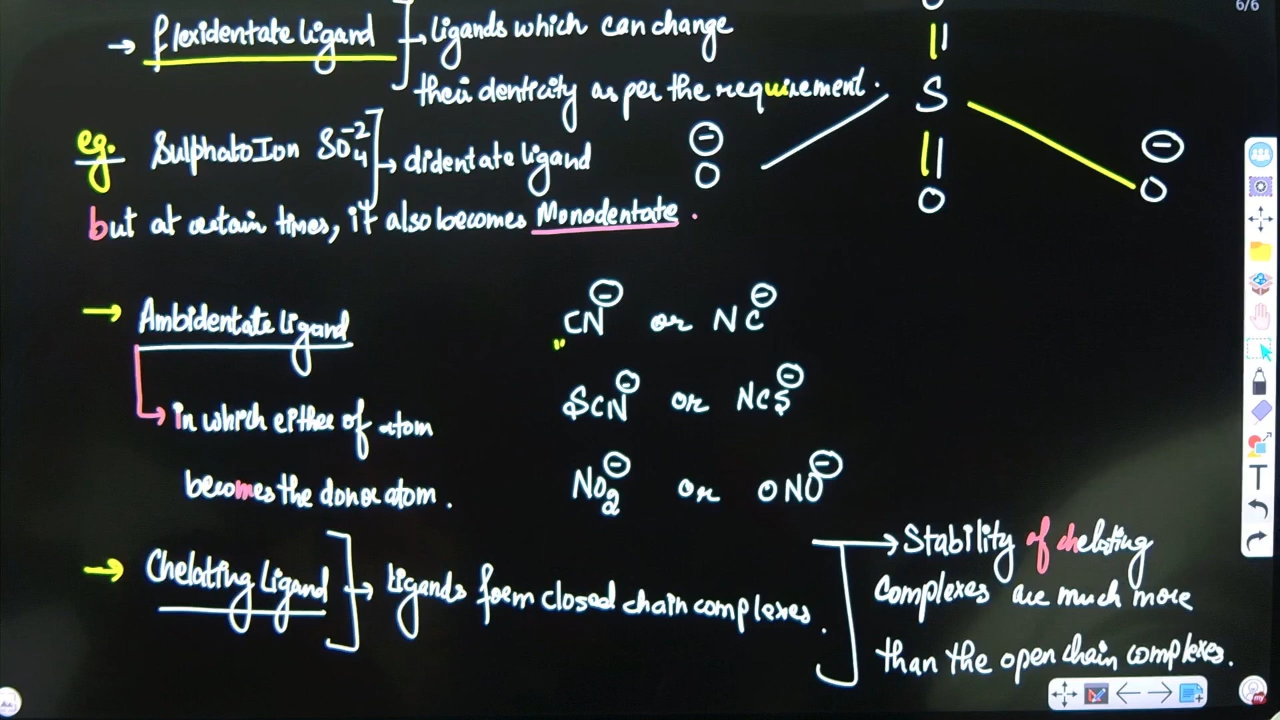 6/6
→ flexidentate ligand → ligands which can change
their denticity as per the requirement.
eg. Sulphato Ion SO₄⁻² → didentate ligand
but at certain times, it also becomes Monodentate.
O
S
⊖ O
⊖ O
O
→ Ambidentate ligand
→ in which either of atom
becomes the donor atom.
CN⊖ or NC⊖
SCN⊖ or NCS⊖
NO₂⊖ or ONO⊖
→ Chelating Ligand → Ligands form closed chain complexes.
→ Stability of chelating
complexes are much more
than the open chain complexes.
T